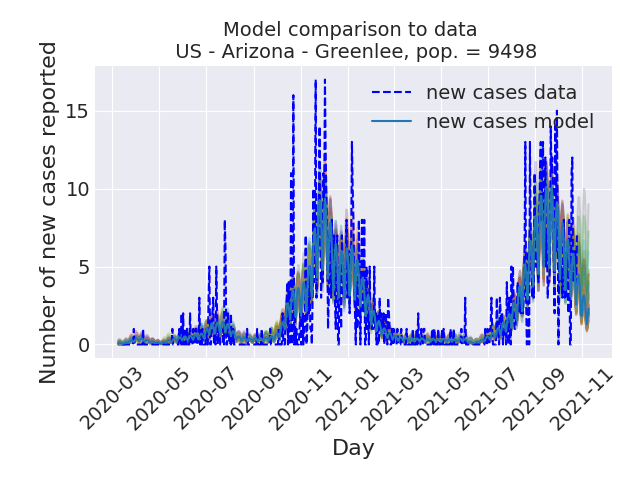 Model comparison to data
US - Arizona - Greenlee, pop. = 9498
Number of new cases reported
15
10
5
0
new cases data
new cases model
2020-03
2020-05
2020-07
2020-09
2020-11
2021-01
2021-03
2021-05
2021-07
2021-09
2021-11
Day